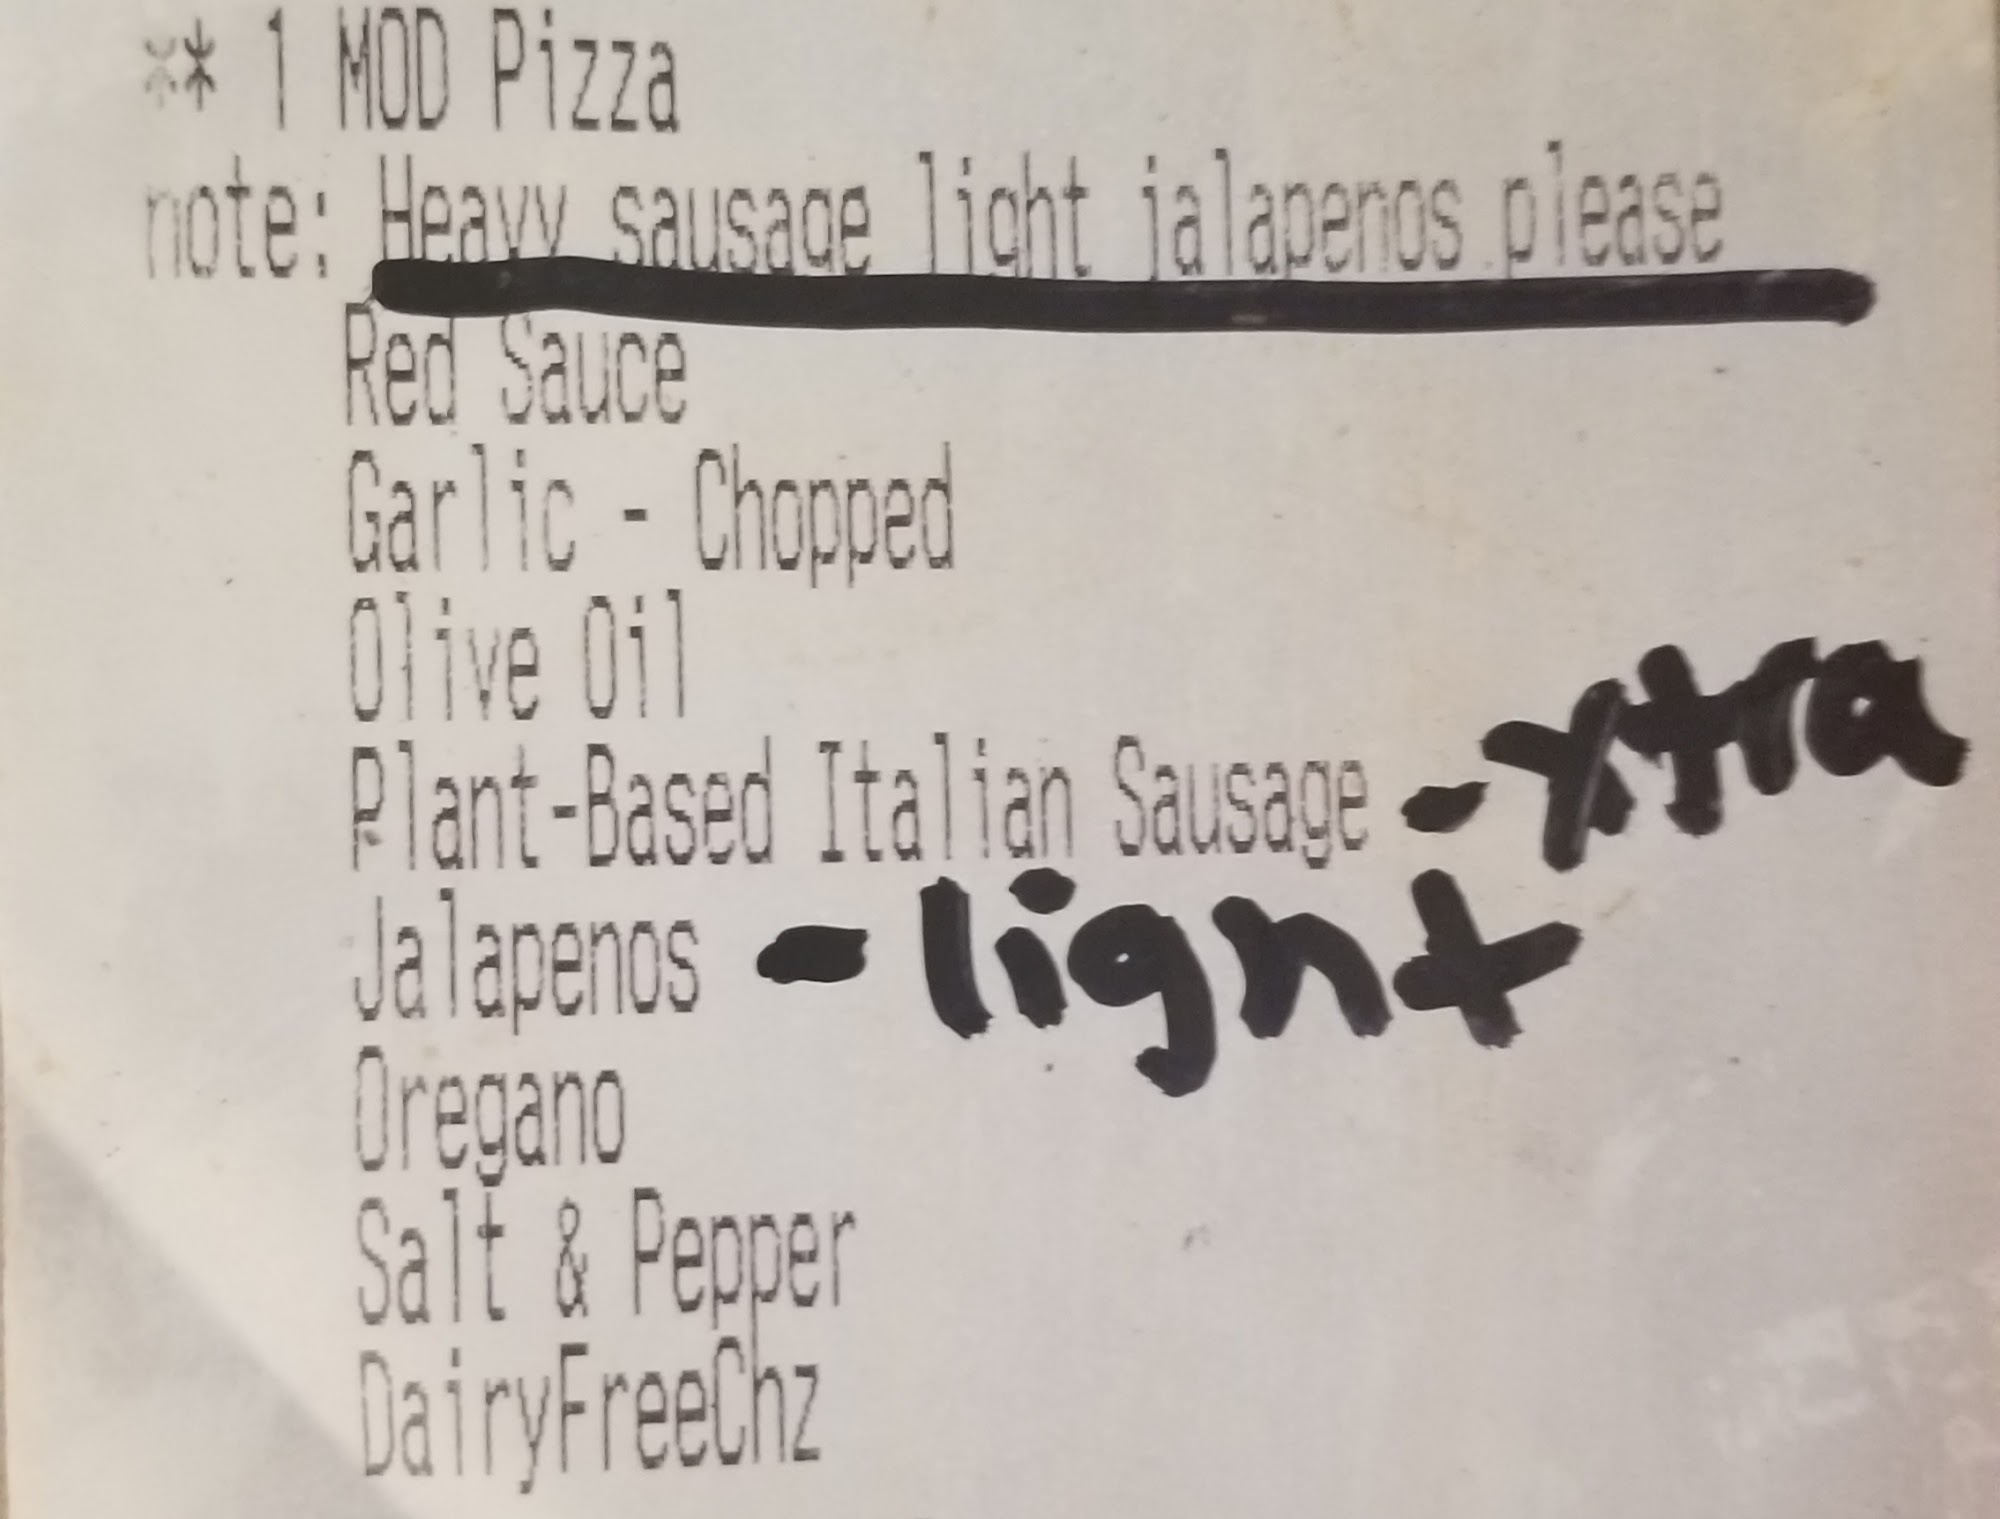 ** 1 MOD Pizza
note: Heavy sausage light jalapenos please
Red Sauce
Garlic - Chopped
Olive Oil
Plant-Based Italian Sausage - xtra
Jalapenos - light
Oregano
Salt & Pepper
DairyFreeChz